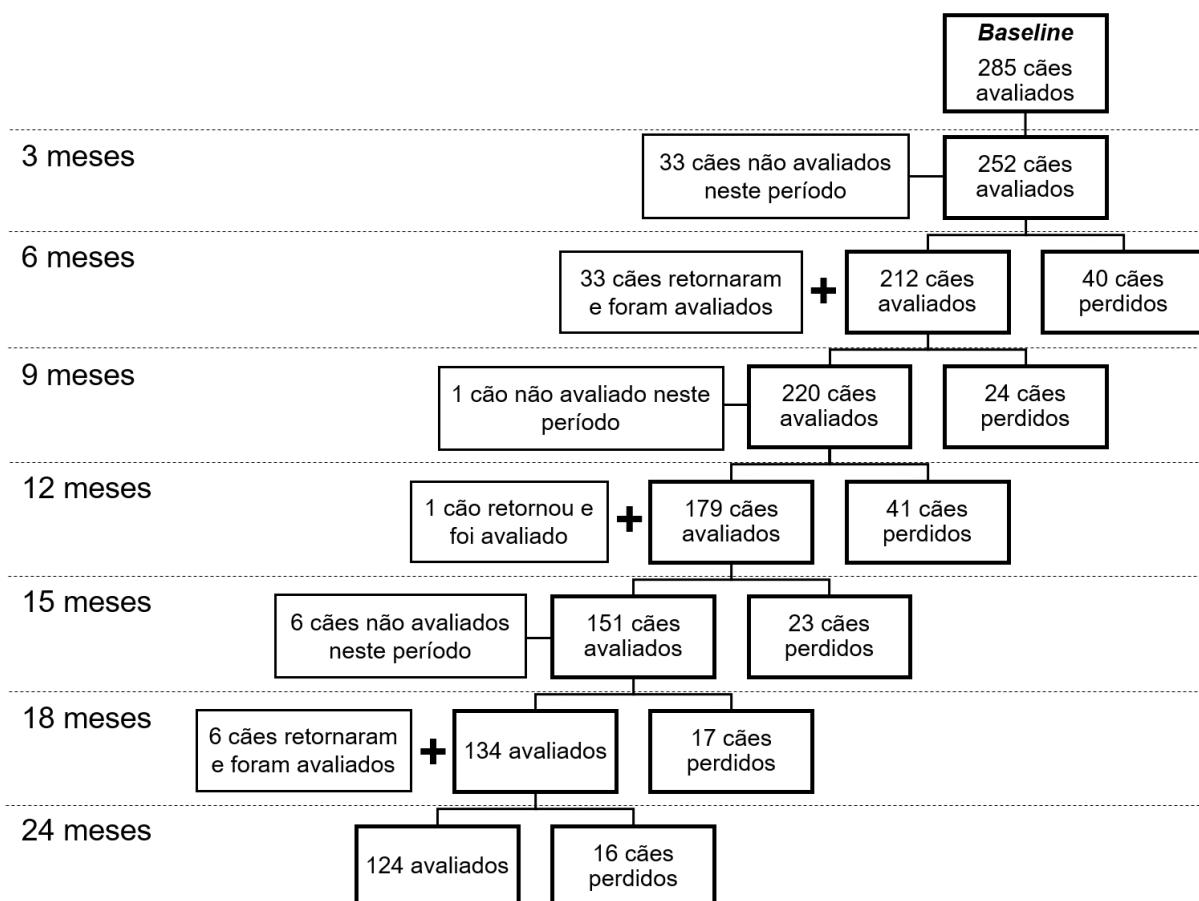 Baseline
285 cães
avaliados
3 meses
33 cães não avaliados
neste período
252 cães
avaliados
6 meses
33 cães retornaram
e foram avaliados
+
212 cães
avaliados
40 cães
perdidos
9 meses
1 cão não avaliado neste
período
220 cães
avaliados
24 cães
perdidos
12 meses
1 cão retornou e
foi avaliado
+
179 cães
avaliados
41 cães
perdidos
15 meses
6 cães não avaliados
neste período
151 cães
avaliados
23 cães
perdidos
18 meses
6 cães retornaram
e foram avaliados
+
134 avaliados
17 cães
perdidos
24 meses
124 avaliados
16 cães
perdidos